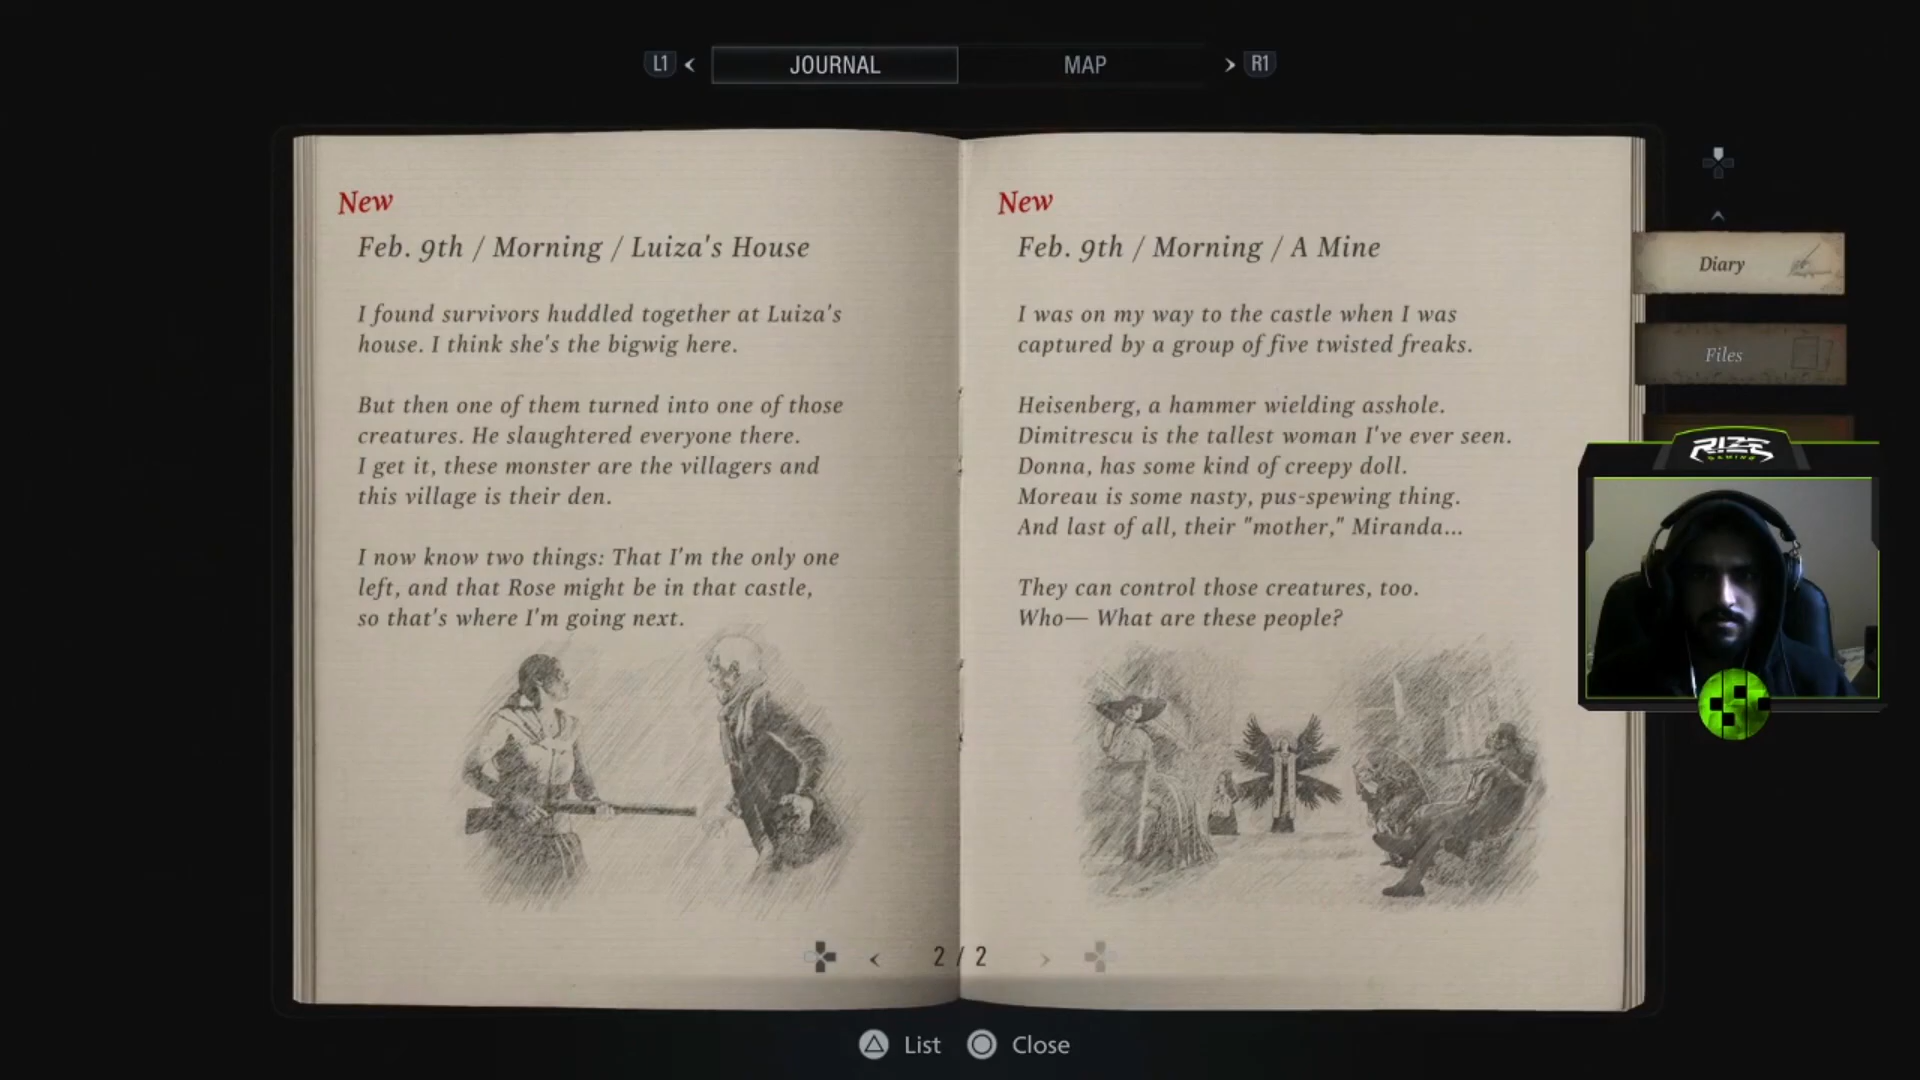 L1 JOURNAL MAP R1
New
Feb. 9th / Morning / Luiza's House
I found survivors huddled together at Luiza's
house. I think she's the bigwig here.
But then one of them turned into one of those
creatures. He slaughtered everyone there.
I get it, these monster are the villagers and
this village is their den.
I now know two things: That I'm the only one
left, and that Rose might be in that castle,
so that's where I'm going next.
New
Feb. 9th / Morning / A Mine
I was on my way to the castle when I was
captured by a group of five twisted freaks.
Heisenberg, a hammer wielding asshole.
Dimitrescu is the tallest woman I've ever seen.
Donna, has some kind of creepy doll.
Moreau is some nasty, pus-spewing thing.
And last of all, their "mother," Miranda...
They can control those creatures, too.
Who— What are these people?
Diary
Files
RIZE
GAMING
2 / 2
List Close